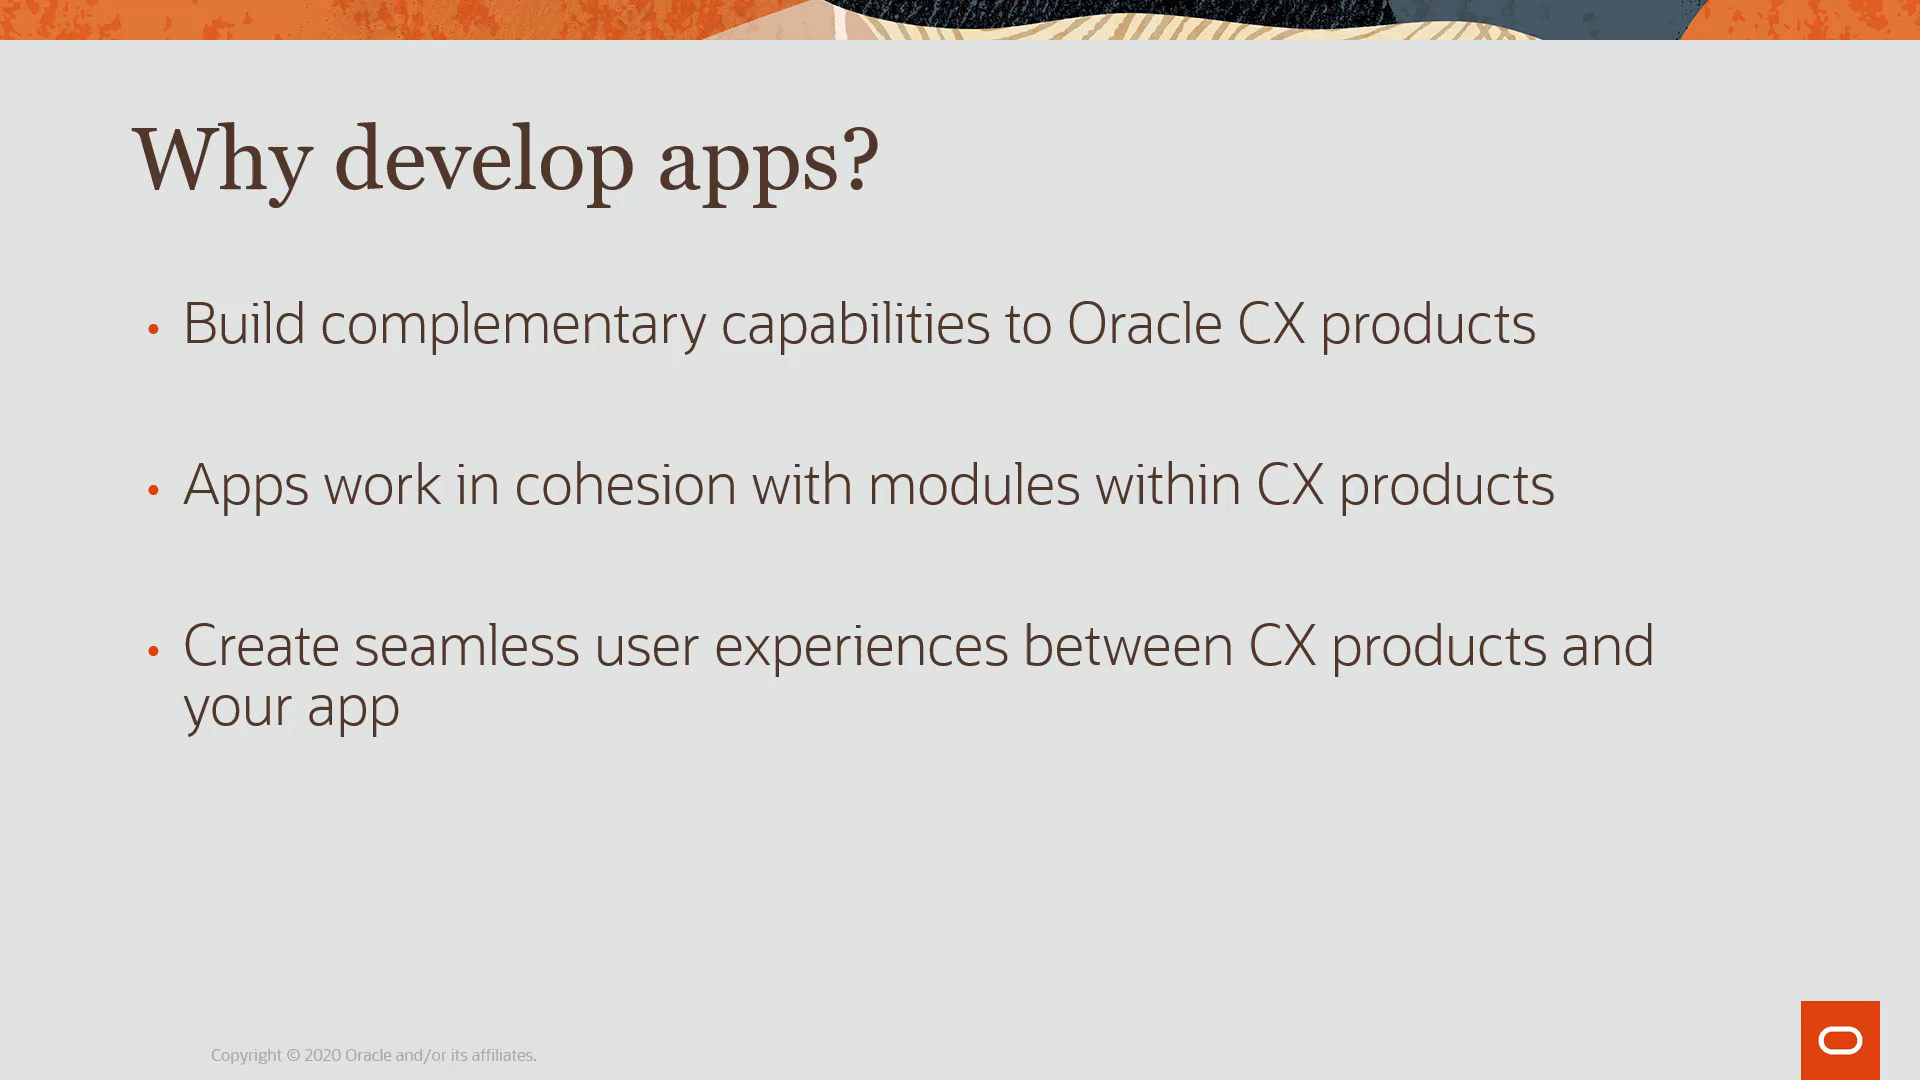 Why develop apps?
• Build complementary capabilities to Oracle CX products
• Apps work in cohesion with modules within CX products
• Create seamless user experiences between CX products and
your app
Copyright © 2020 Oracle and/or its affiliates.